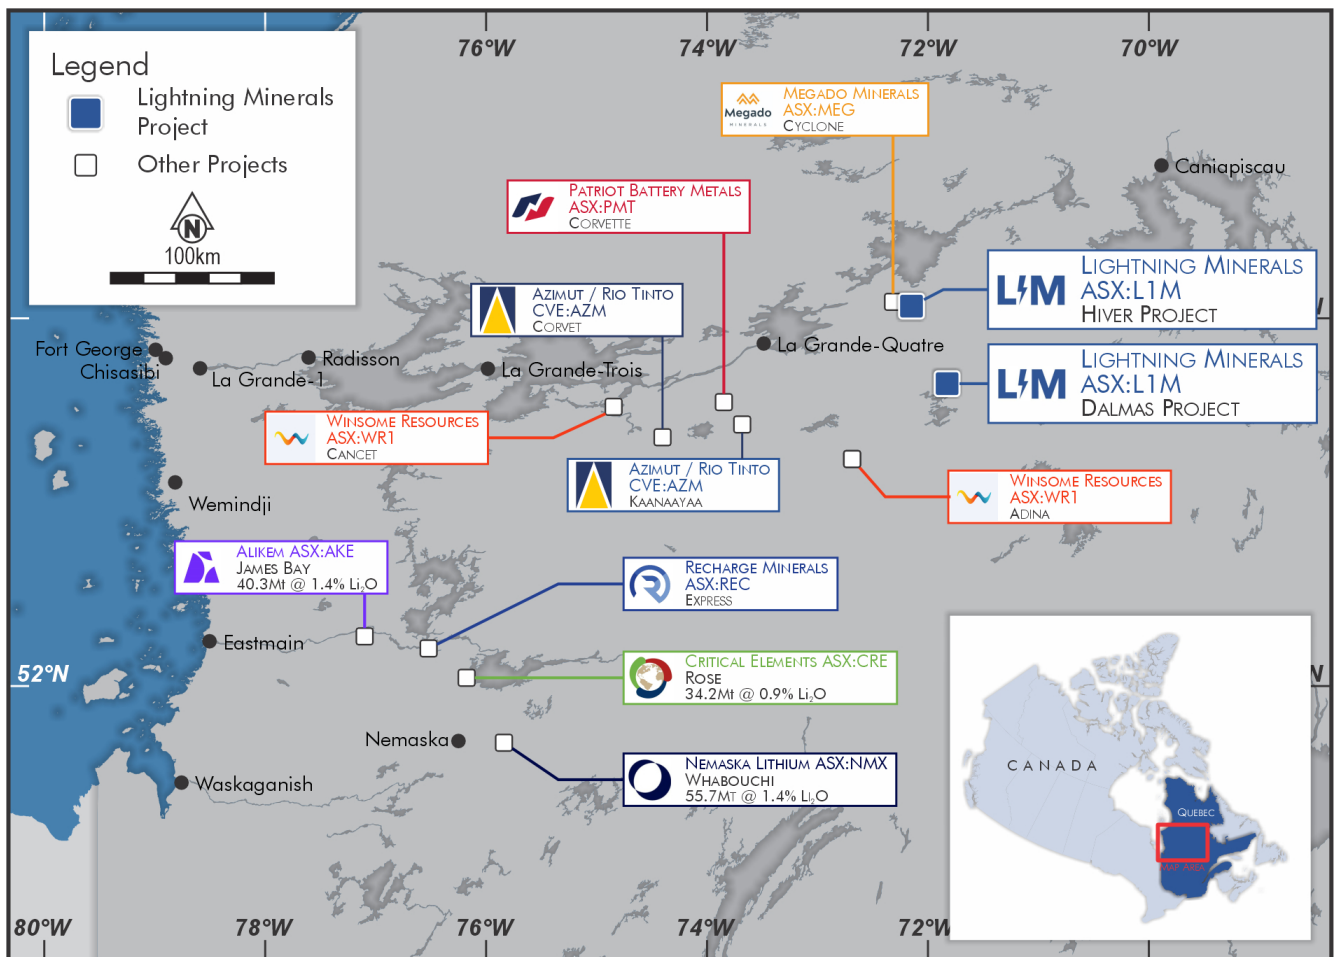 76°W
74°W
72°W
70°W
Legend
Lightning Minerals
Project
Other Projects
N
100km
Megado
MINERALS
Megado Minerals
ASX:MEG
Cyclone
Caniapiscau
Patriot Battery Metals
ASX:PMT
Corvette
Azimut / Rio Tinto
CVE:AZM
Corvet
LM
Lightning Minerals
ASX:L1M
Hiver Project
N
Fort George
Chisasibi
La Grande-1
Radisson
La Grande-Trois
La Grande-Quatre
LM
Lightning Minerals
ASX:L1M
Dalmas Project
Winsome Resources
ASX:WR1
Cancet
Azimut / Rio Tinto
CVE:AZM
Kaanaayaa
Winsome Resources
ASX:WR1
Adina
Wemindji
Alikem ASX:AKE
James Bay
40.3Mt @ 1.4% Li₂O
Recharge Minerals
ASX:REC
Express
Eastmain
52°N
N
Critical Elements ASX:CRE
Rose
34.2Mt @ 0.9% Li₂O
Nemaska
Nemaska Lithium ASX:NMX
Whabouchi
55.7Mt @ 1.4% Li₂O
Waskaganish
CANADA
Quebec
Map Area
80°W
78°W
76°W
74°W
72°W